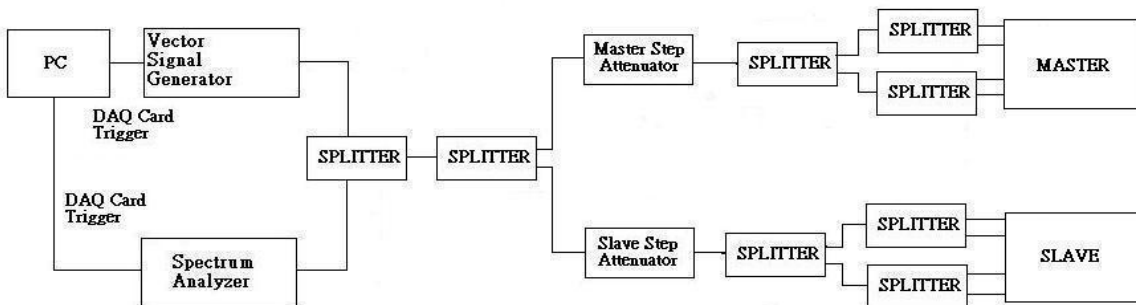 PC
Vector
Signal
Generator
DAQ Card
Trigger
DAQ Card
Trigger
Spectrum
Analyzer
SPLITTER
SPLITTER
Master Step
Attenuator
SPLITTER
SPLITTER
SPLITTER
MASTER
Slave Step
Attenuator
SPLITTER
SPLITTER
SPLITTER
SLAVE